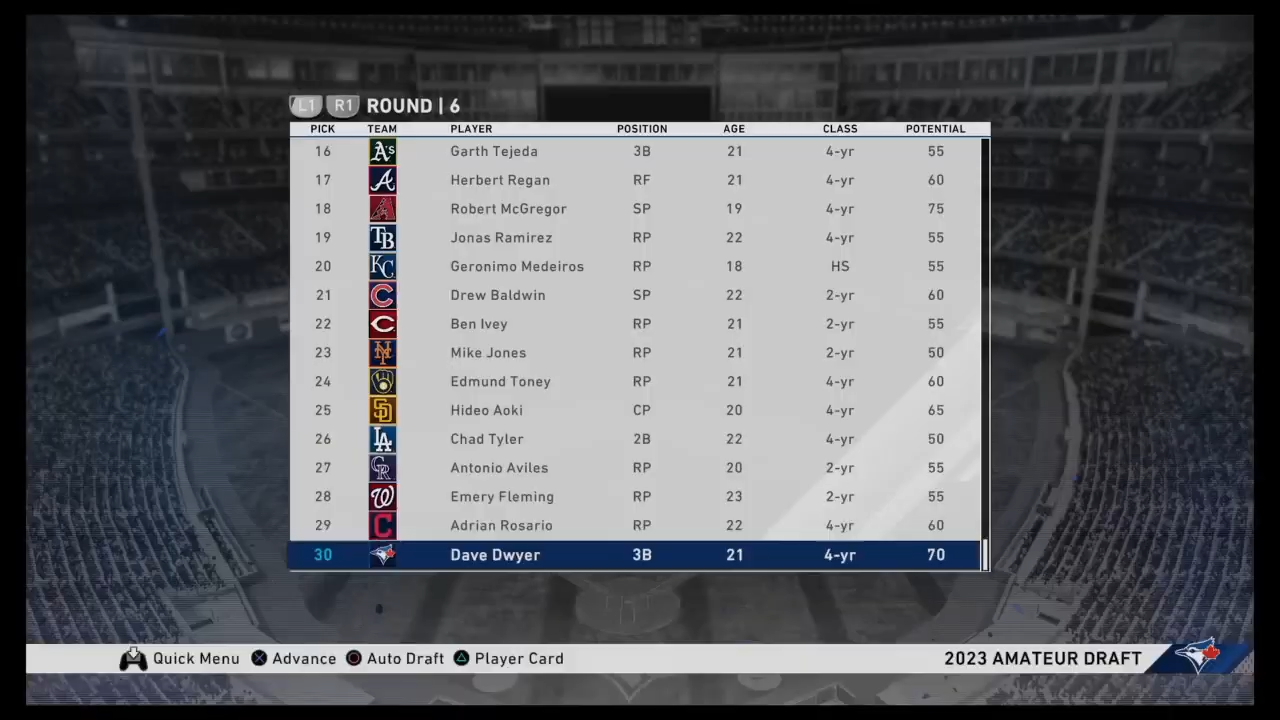 L1 R1 ROUND | 6
PICK TEAM PLAYER POSITION AGE CLASS POTENTIAL
16 A's Garth Tejeda 3B 21 4-yr 55
17 A Herbert Regan RF 21 4-yr 60
18 A Robert McGregor SP 19 4-yr 75
19 TB Jonas Ramirez RP 22 4-yr 55
20 KC Geronimo Medeiros RP 18 HS 55
21 C Drew Baldwin SP 22 2-yr 60
22 C Ben Ivey RP 21 2-yr 55
23 NY Mike Jones RP 21 2-yr 50
24 Edmund Toney RP 21 4-yr 60
25 SD Hideo Aoki CP 20 4-yr 65
26 LA Chad Tyler 2B 22 4-yr 50
27 CR Antonio Aviles RP 20 2-yr 55
28 W Emery Fleming RP 23 2-yr 55
29 C Adrian Rosario RP 22 4-yr 60
30 Dave Dwyer 3B 21 4-yr 70
Quick Menu Advance Auto Draft Player Card 2023 AMATEUR DRAFT